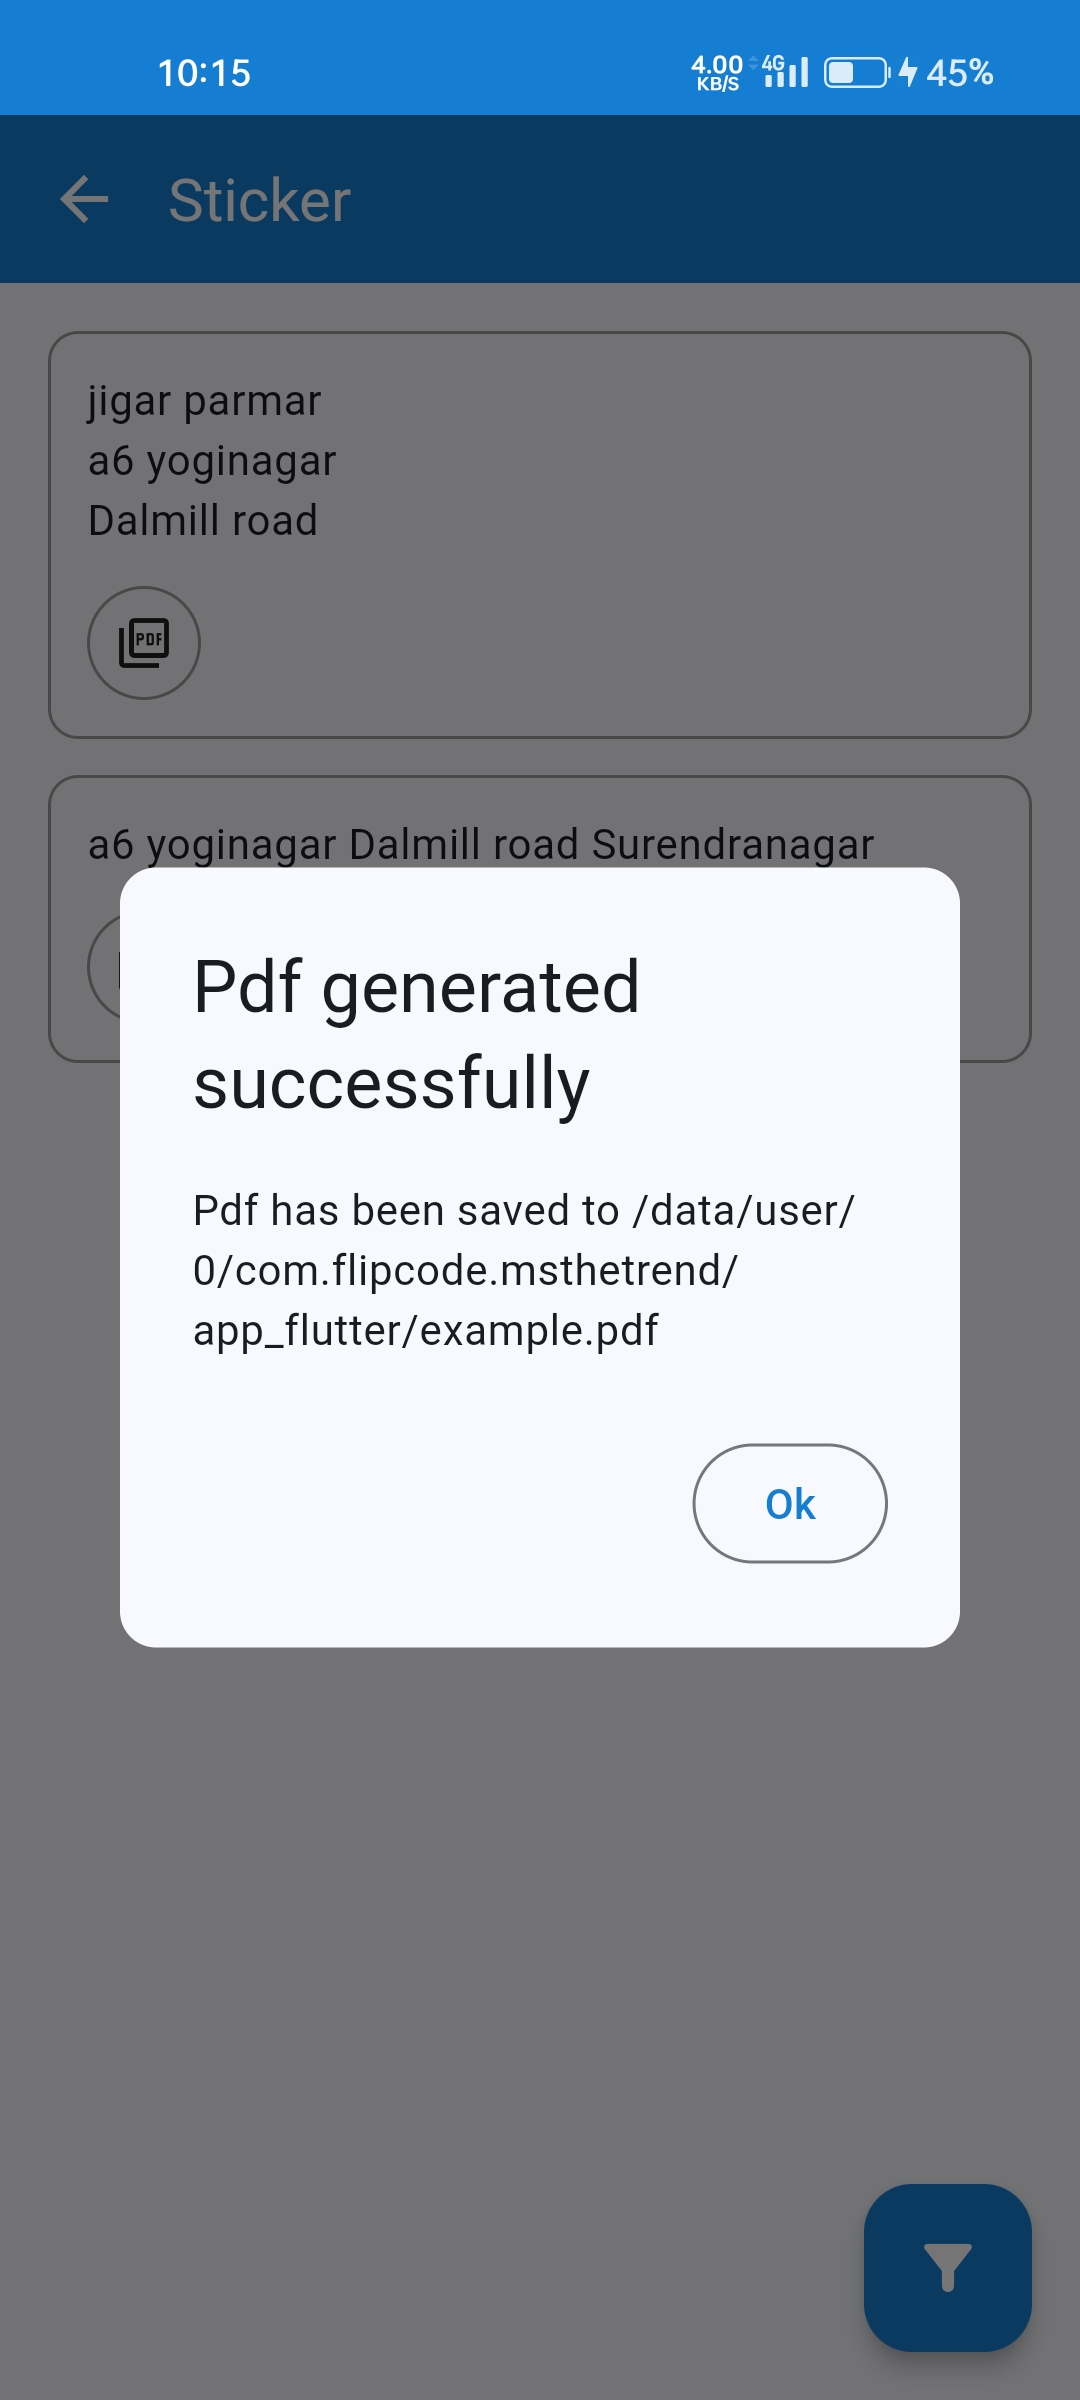 10:15
4.00 KB/S 4G 45%
Sticker
jigar parmar
a6 yoginagar
Dalmill road
PDF
a6 yoginagar Dalmill road Surendranagar
Pdf generated
successfully
Pdf has been saved to /data/user/
0/com.flipcode.msthetrend/
app_flutter/example.pdf
Ok